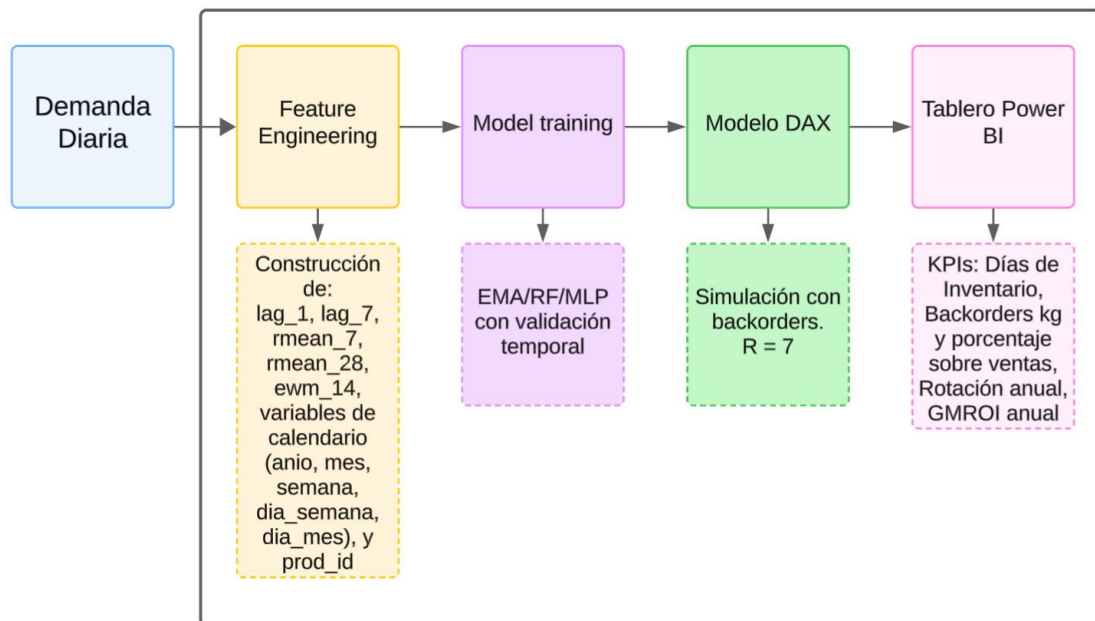 Demanda
Diaria
Feature
Engineering
Model training
Modelo DAX
Tablero Power
BI
Construcción
de:
lag_1, lag_7,
rmean_7,
rmean_28,
ewm_14,
variables de
calendario
(anio, mes,
semana,
dia_semana,
dia_mes), y
prod_id
EMA/RF/MLP
con validación
temporal
Simulación con
backorders.
R = 7
KPIs: Días de
Inventario,
Backorders kg
y porcentaje
sobre ventas,
Rotación anual,
GMROI anual